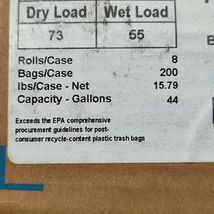 Dry Load Wet Load
73 65
Rolls/Case 8
Bags/Case 200
lbs/Case - Net 15.79
Capacity - Gallons 44
Exceeds the EPA comprehensive
procurement guidelines for post-
consumer recycle-content plastic trash bags